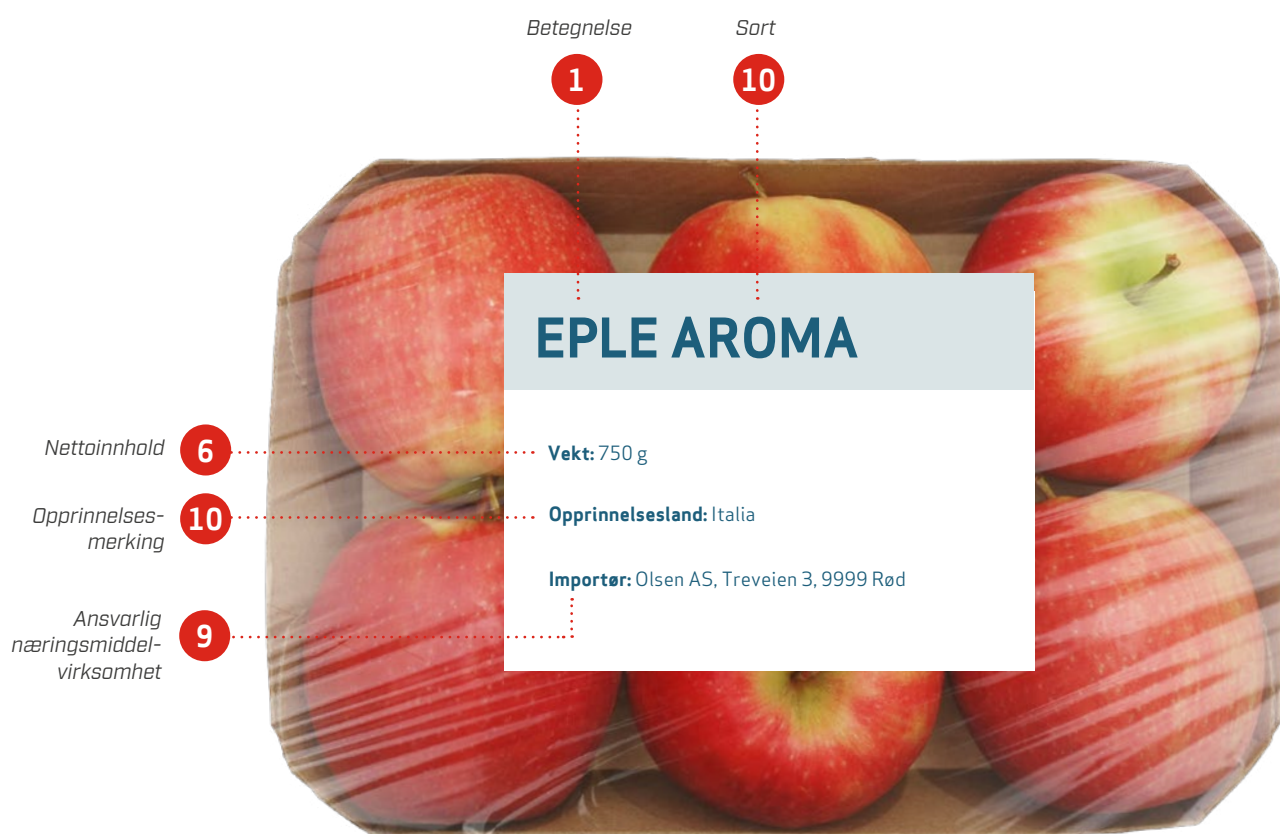 Betegnelse
Sort
1
10
EPLE AROMA
Nettoinnhold
6
Vekt: 750 g
Opprinnelses-
merking
10
Opprinnelsesland: Italia
Importør: Olsen AS, Treveien 3, 9999 Rød
Ansvarlig
næringsmiddel-
virksomhet
9